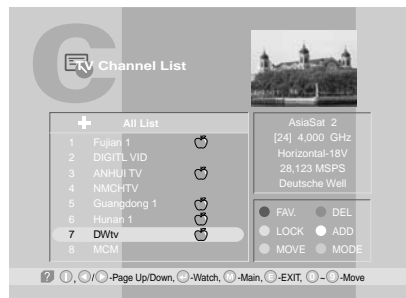 TV Channel List
All List
1 Fujian 1
2 DIGITL VID
3 ANHUI TV
4 NMCHTV
5 Guangdong 1
6 Hunan 1
7 DWtv
8 MCM
AsiaSat 2
[24] 4,000 GHz
Horizontal-18V
28,123 MSPS
Deutsche Well
FAV. DEL
LOCK ADD
MOVE MODE
? , / -Page Up/Down, -Watch, M -Main, E -EXIT, 0 ~ 9 -Move